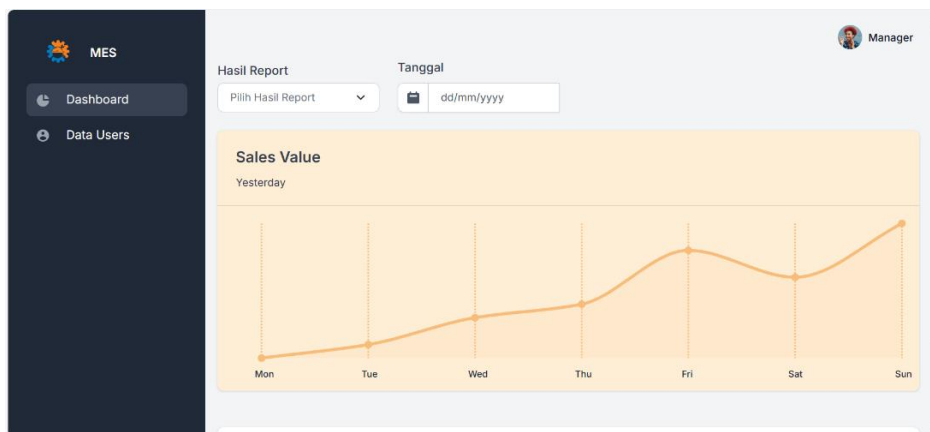 MES
Manager
Dashboard
Data Users
Hasil Report
Tanggal
Pilih Hasil Report
dd/mm/yyyy
Sales Value
Yesterday
Mon Tue Wed Thu Fri Sat Sun